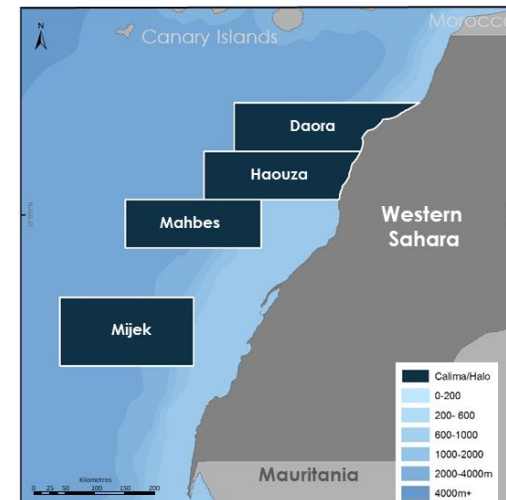 N
Canary Islands
Morocco
Daora
Haouza
Mahbes
Western
Sahara
Mijek
Calima/Halo
0-200
200- 600
600-1000
1000-2000
2000-4000m
4000m+
Mauritania
Kilometres
0 25 50 100 150 200